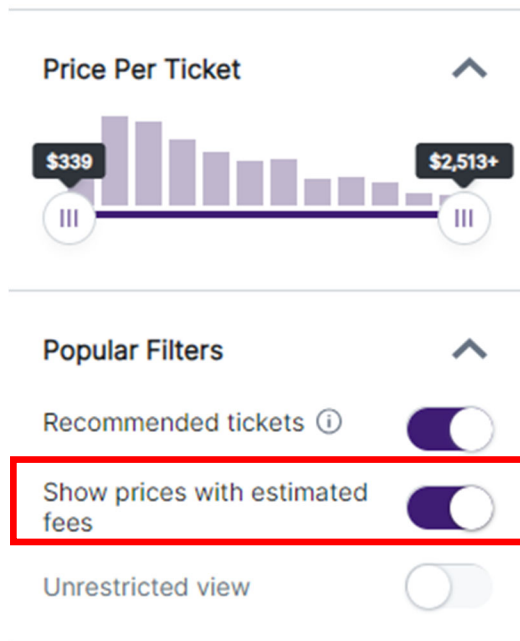 Price Per Ticket
$339
$2,513+
Popular Filters
Recommended tickets
Show prices with estimated
fees
Unrestricted view